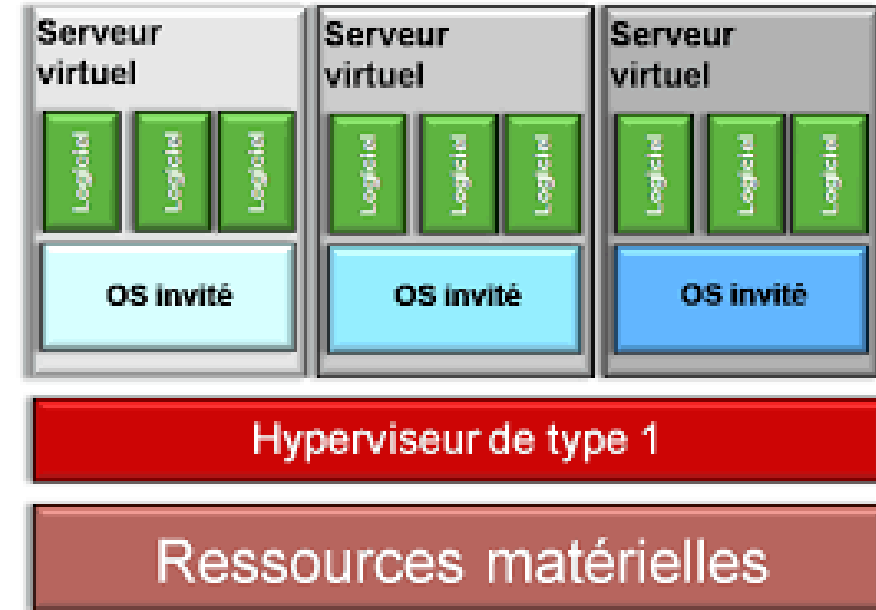 Serveur
virtuel
Serveur
virtuel
Serveur
virtuel
Logiciel
Logiciel
Logiciel
Logiciel
Logiciel
Logiciel
Logiciel
Logiciel
Logiciel
OS invité
OS invité
OS invité
Hyperviseur de type 1
Ressources matérielles